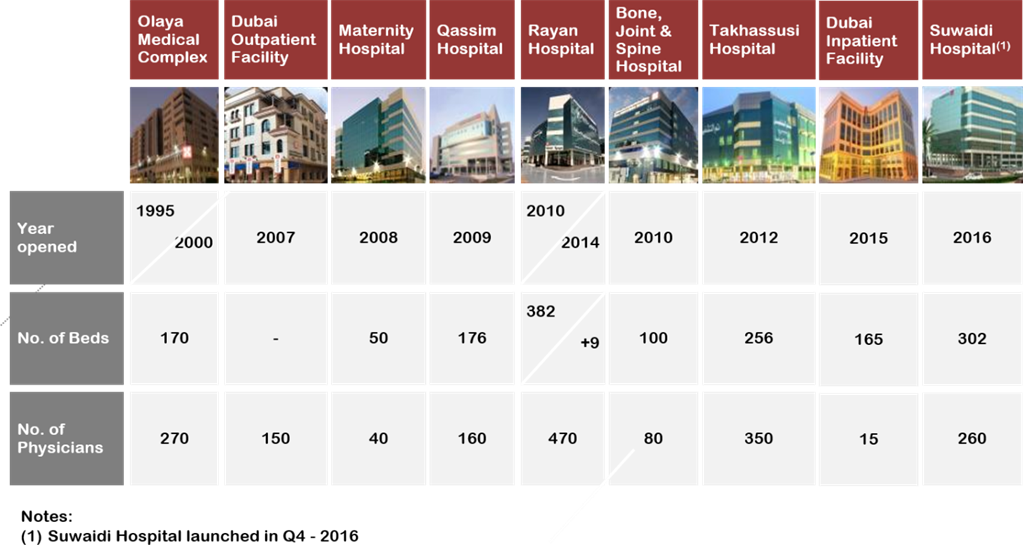 Olaya
Medical
Complex
Dubai
Outpatient
Facility
Maternity
Hospital
Qassim
Hospital
Rayan
Hospital
Bone,
Joint &
Spine
Hospital
Takhassusi
Hospital
Dubai
Inpatient
Facility
Suwaidi
Hospital(1)
Year
opened
1995
2000
2007
2008
2009
2010
2014
2010
2012
2015
2016
No. of Beds
170
-
50
176
382
+9
100
256
165
302
No. of
Physicians
270
150
40
160
470
80
350
15
260
Notes:
(1) Suwaidi Hospital launched in Q4 - 2016